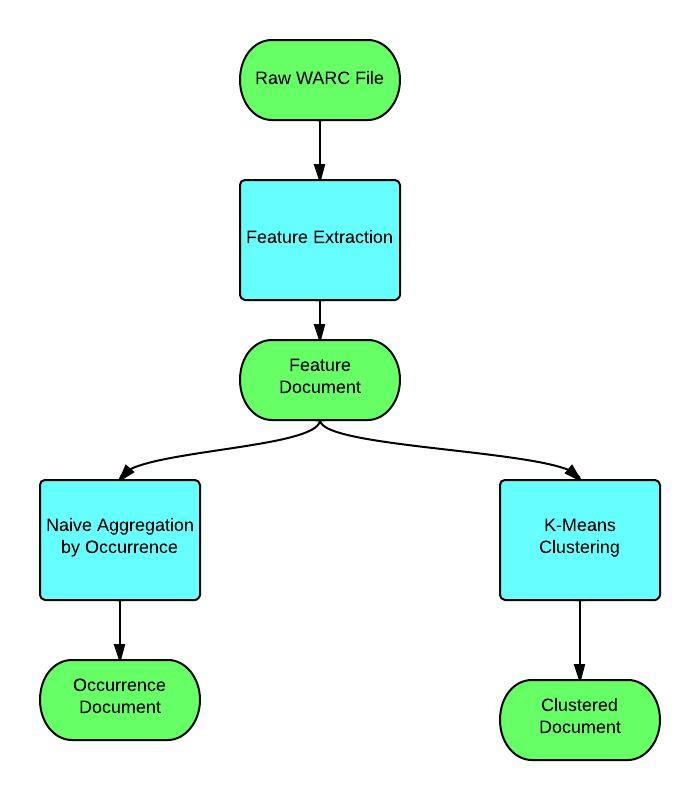 Raw WARC File
Feature Extraction
Feature
Document
Naive Aggregation
by Occurrence
K-Means
Clustering
Occurrence
Document
Clustered
Document